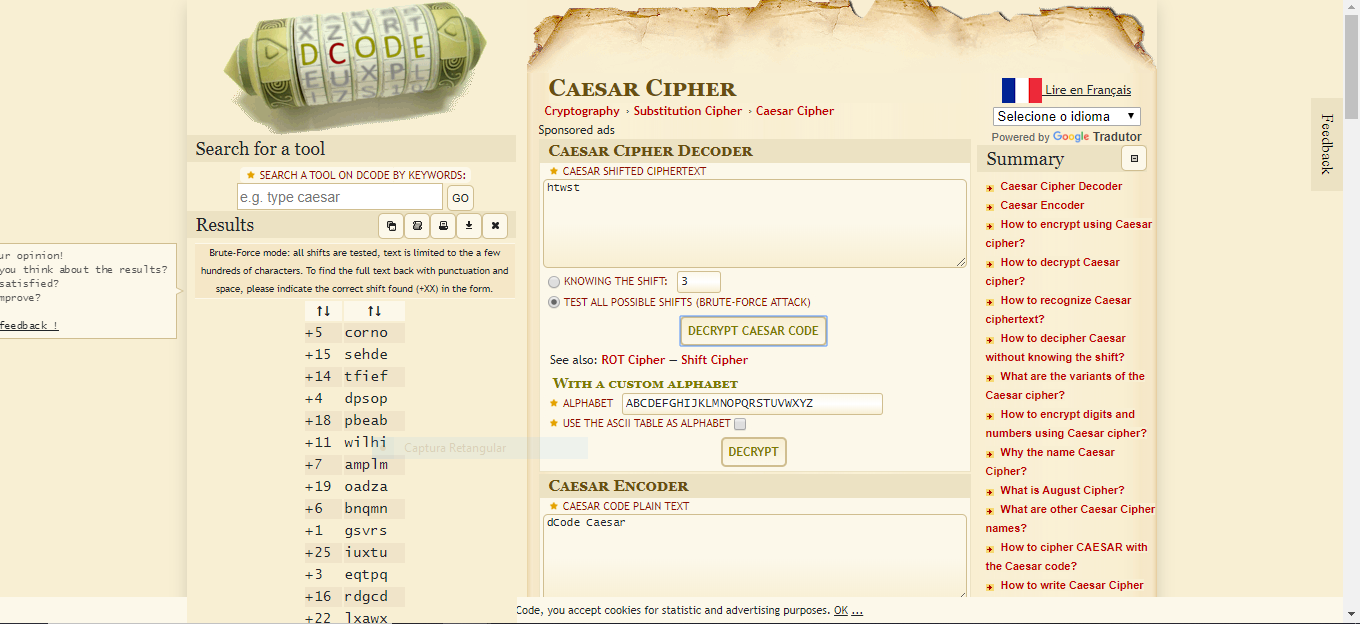 X Z V R T
D C O D E
E U X P L
Search for a tool
★ SEARCH A TOOL ON DCODE BY KEYWORDS:
e.g. type caesar
GO
Results
Brute-Force mode: all shifts are tested, text is limited to the a few
hundreds of characters. To find the full text back with punctuation and
space, please indicate the correct shift found (+XX) in the form.
↑↓ ↑↓
+5 corno
+15 sehde
+14 tfief
+4 dpsop
+18 pbeab
+11 wilhi
+7 amplm
+19 oadza
+6 bnqmn
+1 gsvrs
+25 iuxtu
+3 eqtpq
+16 rdgcd
+22 lxawx
ur opinion!
you think about the results?
satisfied?
mprove?
feedback !
Captura Retangular
CAESAR CIPHER
Cryptography › Substitution Cipher › Caesar Cipher
Sponsored ads
CAESAR CIPHER DECODER
★ CAESAR SHIFTED CIPHERTEXT
htwst
KNOWING THE SHIFT: 3
TEST ALL POSSIBLE SHIFTS (BRUTE-FORCE ATTACK)
DECRYPT CAESAR CODE
See also: ROT Cipher — Shift Cipher
WITH A CUSTOM ALPHABET
★ ALPHABET ABCDEFGHIJKLMNOPQRSTUVWXYZ
★ USE THE ASCII TABLE AS ALPHABET
DECRYPT
CAESAR ENCODER
★ CAESAR CODE PLAIN TEXT
dCode Caesar
Code, you accept cookies for statistic and advertising purposes. OK ...
Lire en Français
Selecione o idioma ▼
Powered by Google Tradutor
Summary
Caesar Cipher Decoder
Caesar Encoder
How to encrypt using Caesar
cipher?
How to decrypt Caesar
cipher?
How to recognize Caesar
ciphertext?
How to decipher Caesar
without knowing the shift?
What are the variants of the
Caesar cipher?
How to encrypt digits and
numbers using Caesar cipher?
Why the name Caesar
Cipher?
What is August Cipher?
What are other Caesar Cipher
names?
How to cipher CAESAR with
the Caesar code?
How to write Caesar Cipher
Feedback